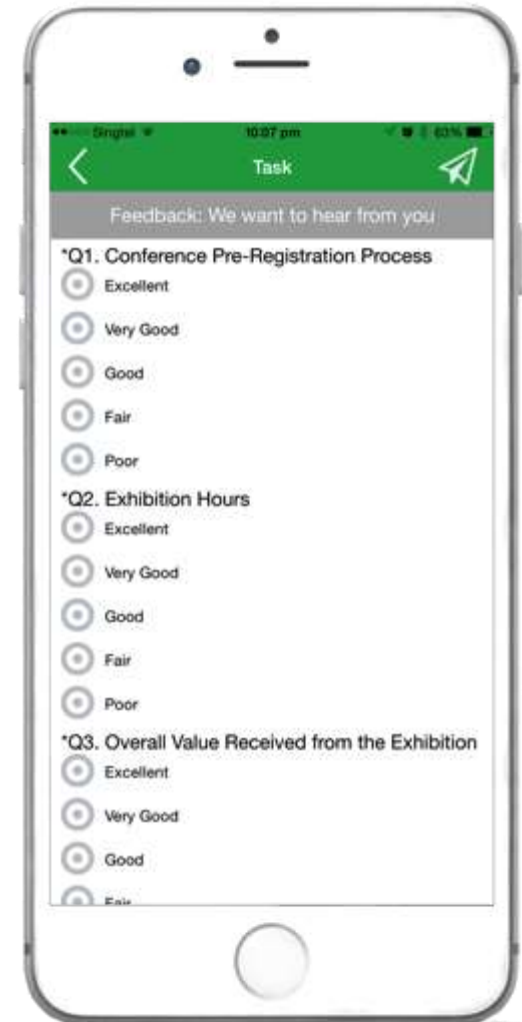 Singtel 10:07 pm 63%
Task
Feedback: We want to hear from you
*Q1. Conference Pre-Registration Process
Excellent
Very Good
Good
Fair
Poor
*Q2. Exhibition Hours
Excellent
Very Good
Good
Fair
Poor
*Q3. Overall Value Received from the Exhibition
Excellent
Very Good
Good
Fair